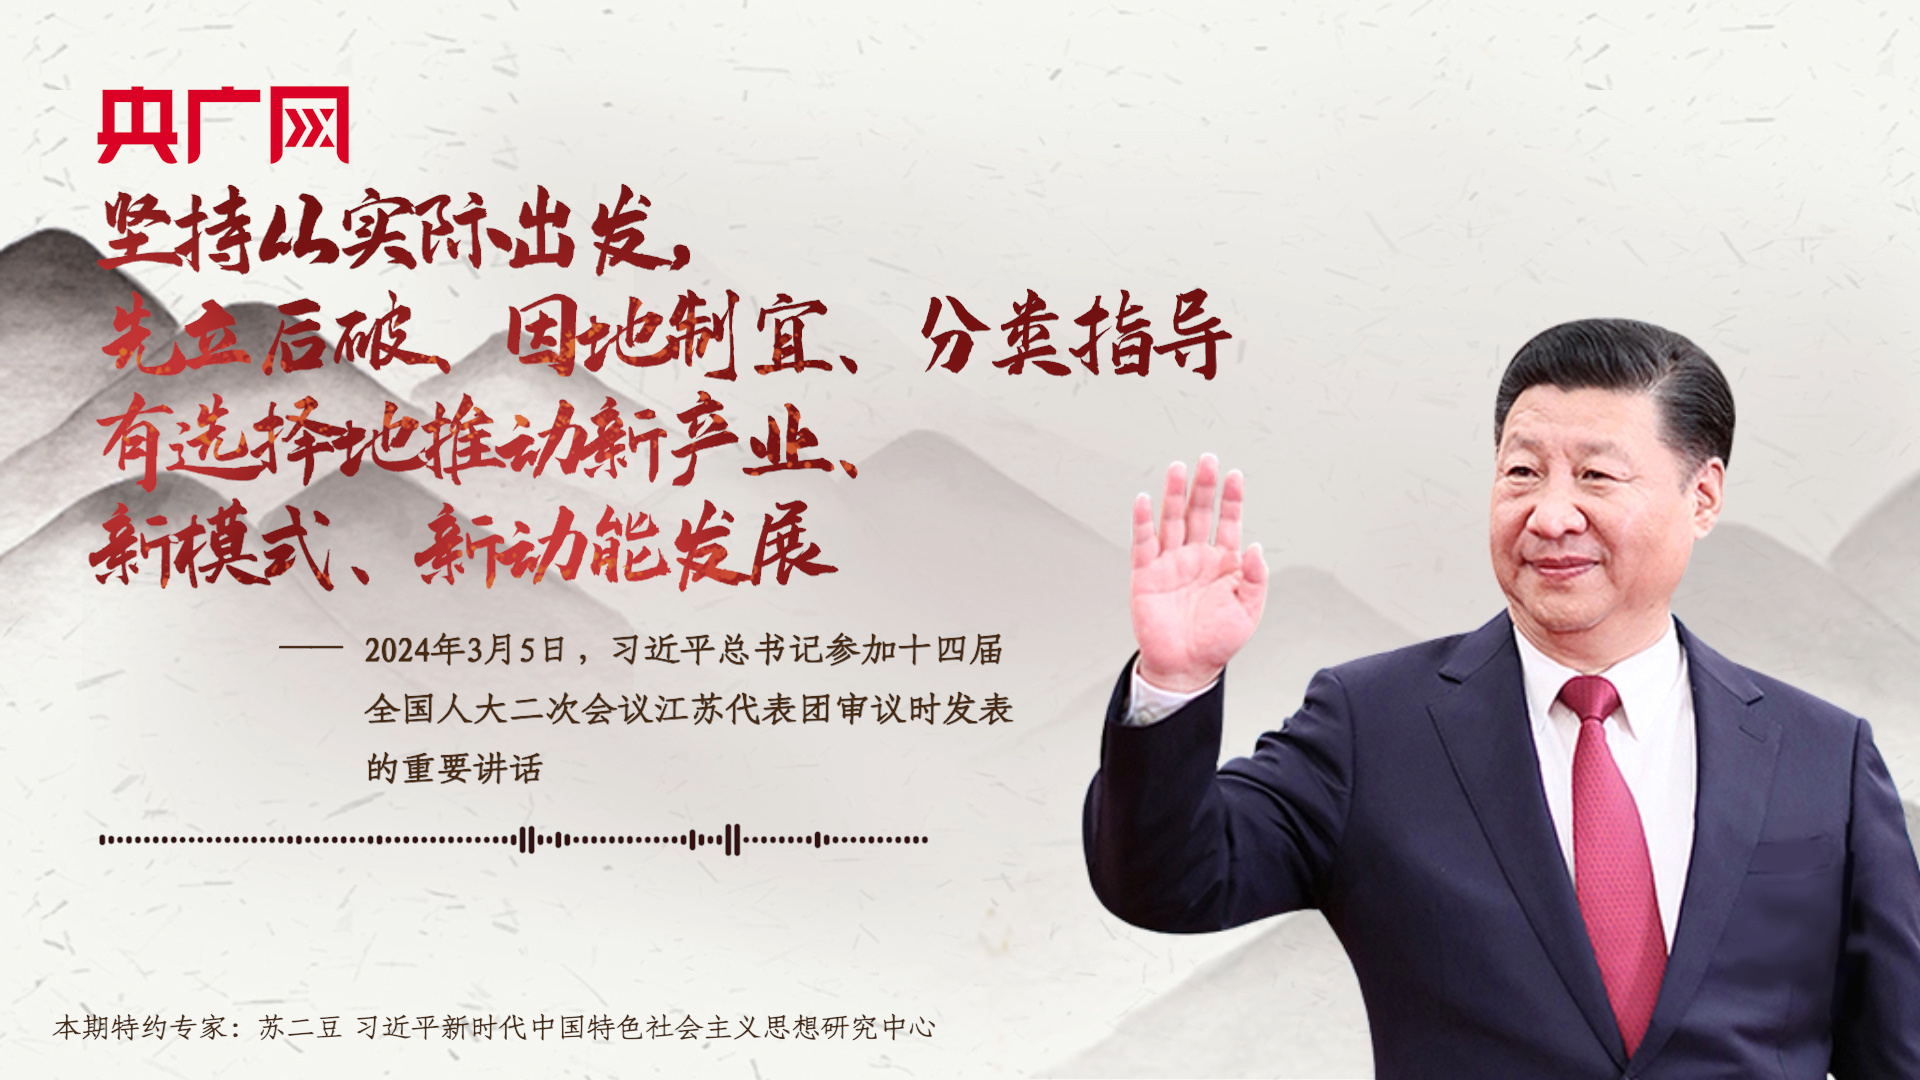 央广网
坚持从实际出发，
先立后破、因地制宜、分类指导
有选择地推动新产业、
新模式、新动能发展
—— 2024年3月5日，习近平总书记参加十四届
全国人大二次会议江苏代表团审议时发表
的重要讲话
本期特约专家：苏二豆 习近平新时代中国特色社会主义思想研究中心